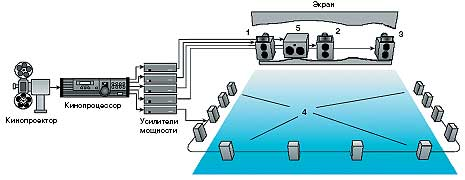 Экран
1
5
2
3
Кинопроектор
Кинопроцессор
Усилители
мощности
4